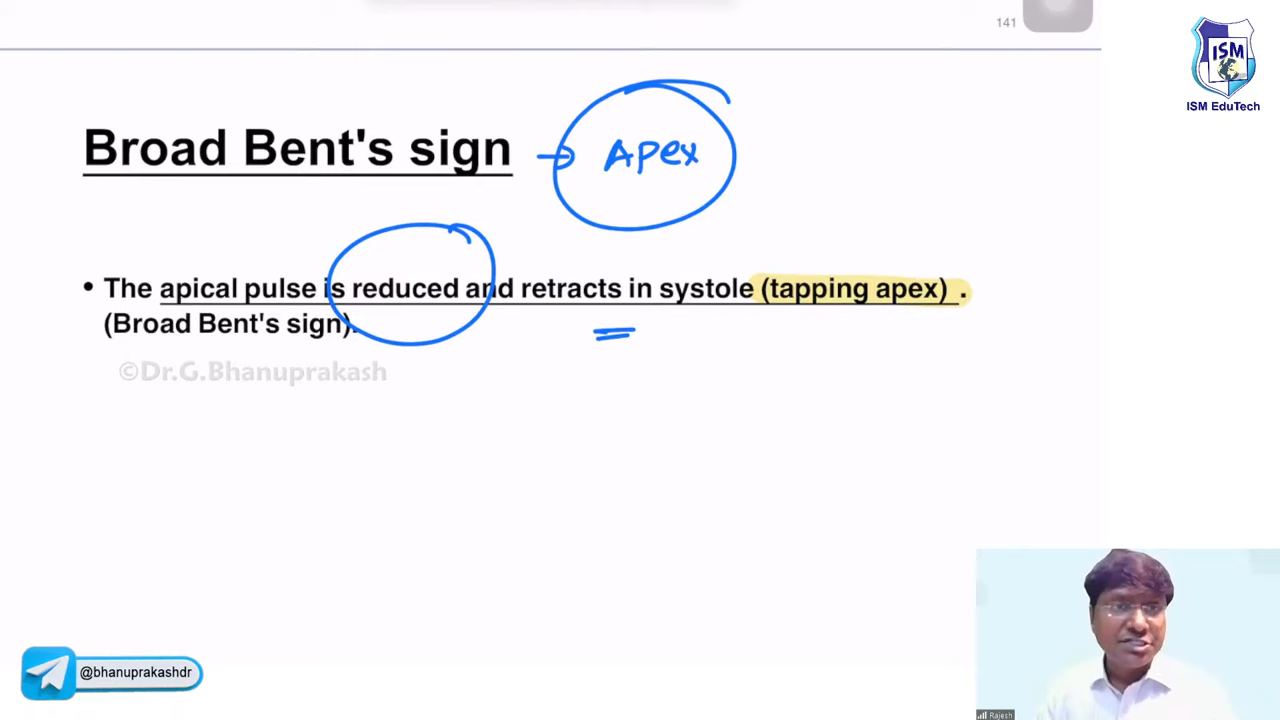 141
ISM
ISM EduTech
Broad Bent's sign
Apex
• The apical pulse is reduced and retracts in systole (tapping apex) .
(Broad Bent's sign).
©Dr.G.Bhanuprakash
@bhanuprakashdr
Rajesh